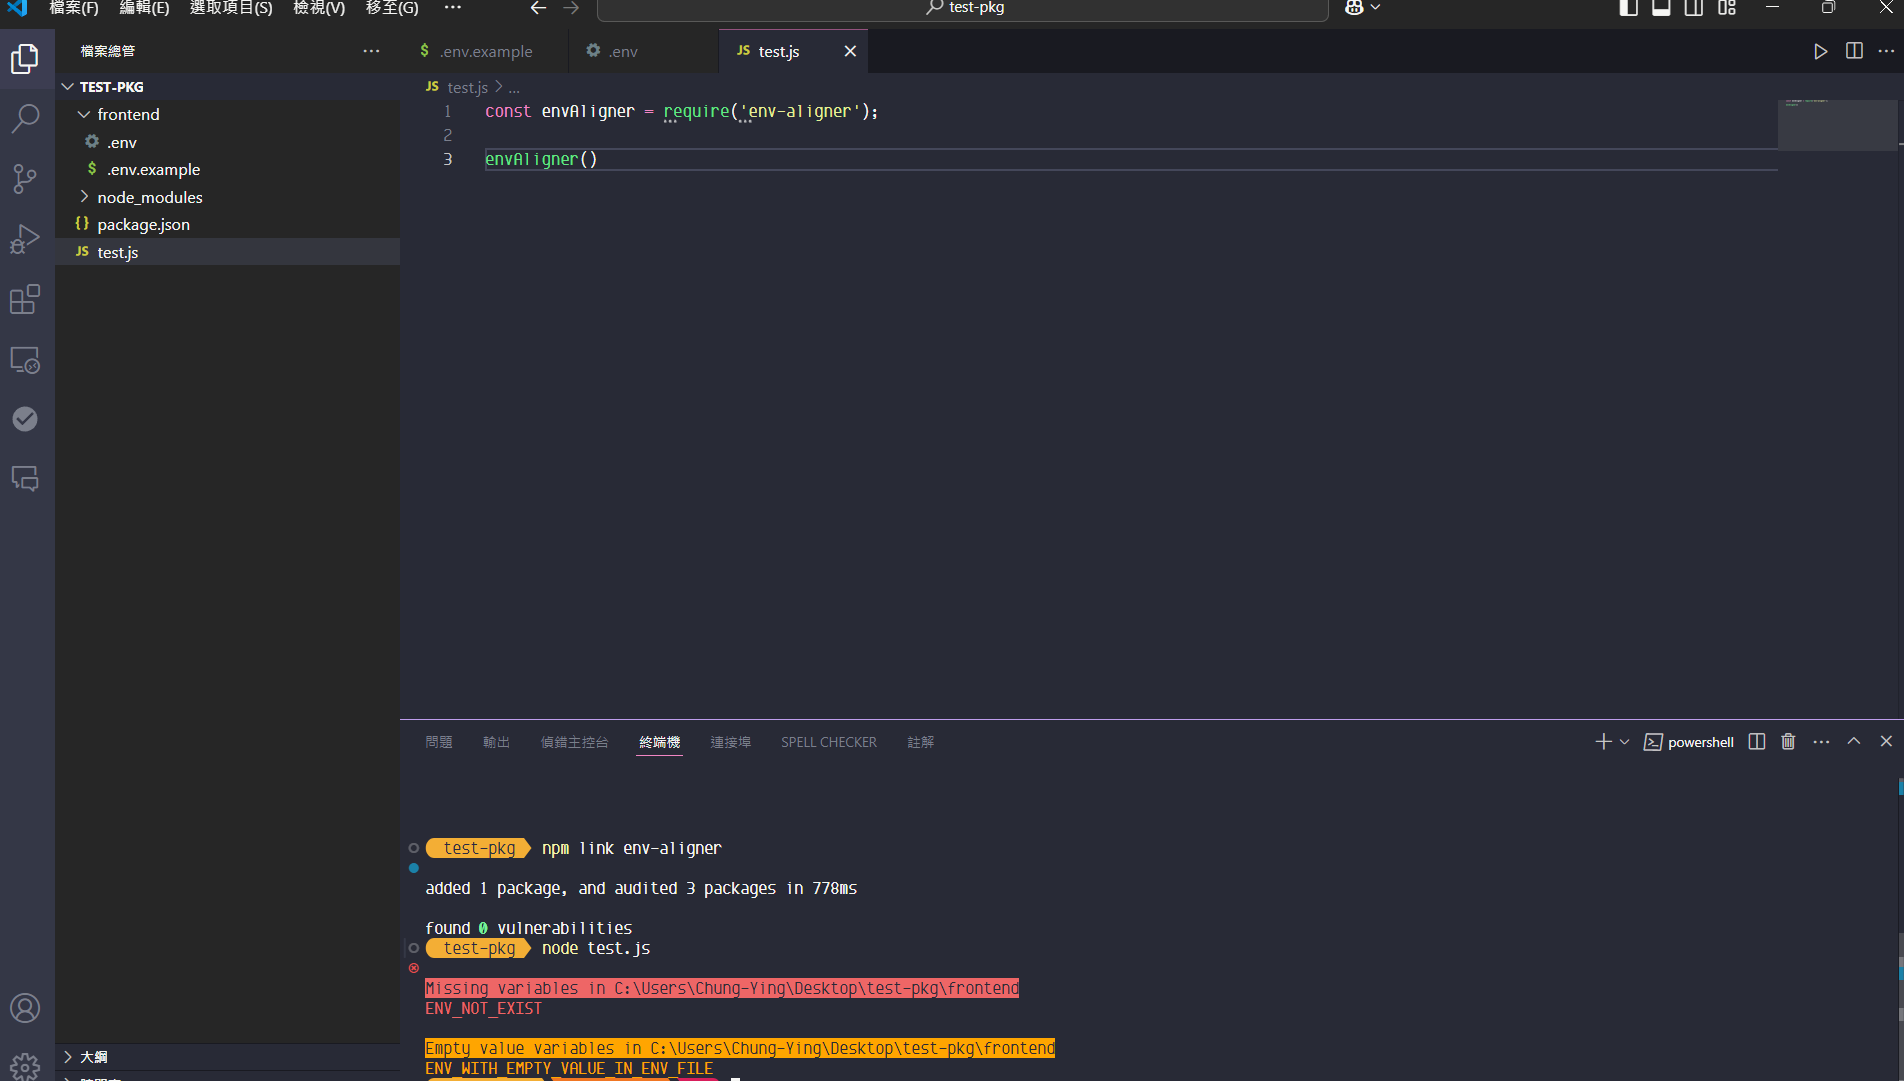 檔案(F) 編輯(E) 選取項目(S) 檢視(V) 移至(G) ··· test-pkg
檔案總管
.env.example
.env
JS test.js
TEST-PKG
frontend
.env
$ .env.example
node_modules
{} package.json
JS test.js
JS test.js > ...
1 const envAligner = require('env-aligner');
2
3 envAligner()
問題 輸出 偵錯主控台 終端機 連接埠 SPELL CHECKER 註解
powershell
test-pkg npm link env-aligner
added 1 package, and audited 3 packages in 778ms
found 0 vulnerabilities
test-pkg node test.js
Missing variables in C:\Users\Chung-Ying\Desktop\test-pkg\frontend
ENV_NOT_EXIST
Empty value variables in C:\Users\Chung-Ying\Desktop\test-pkg\frontend
ENV_WITH_EMPTY_VALUE_IN_ENV_FILE
大綱